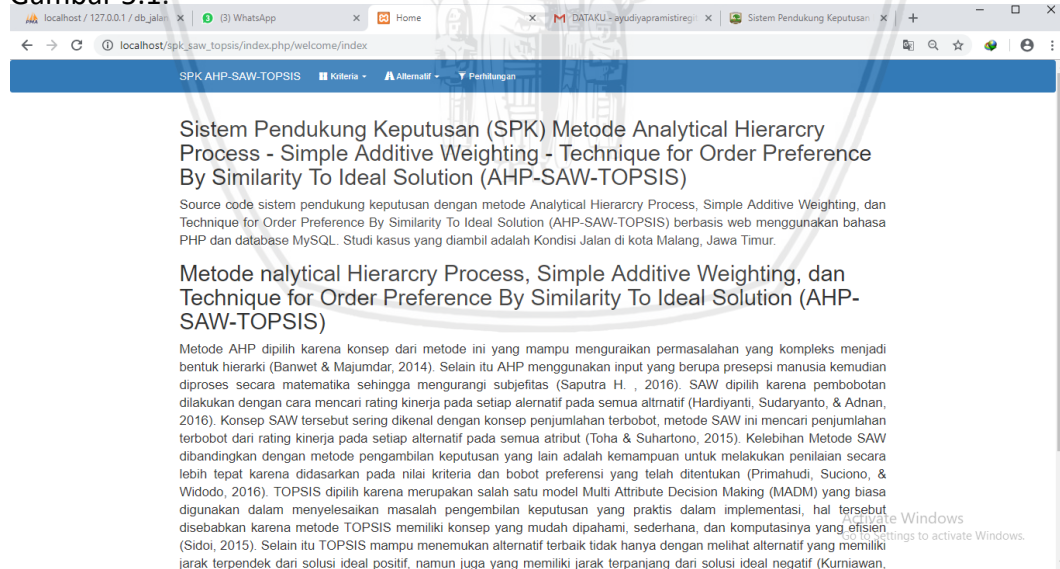 Gambar 5.1.
localhost / 127.0.0.1 / db_jalan
(3) WhatsApp
Home
DATAKU - ayudiyapramistiregit
Sistem Pendukung Keputusan
localhost/spk_saw_topsis/index.php/welcome/index
SPK AHP-SAW-TOPSIS Kriteria Alternatif Perhitungan
Sistem Pendukung Keputusan (SPK) Metode Analytical Hierarcry
Process - Simple Additive Weighting - Technique for Order Preference
By Similarity To Ideal Solution (AHP-SAW-TOPSIS)
Source code sistem pendukung keputusan dengan metode Analytical Hierarcry Process, Simple Additive Weighting, dan
Technique for Order Preference By Similarity To Ideal Solution (AHP-SAW-TOPSIS) berbasis web menggunakan bahasa
PHP dan database MySQL. Studi kasus yang diambil adalah Kondisi Jalan di kota Malang, Jawa Timur.
Metode nalytical Hierarcry Process, Simple Additive Weighting, dan
Technique for Order Preference By Similarity To Ideal Solution (AHP-
SAW-TOPSIS)
Metode AHP dipilih karena konsep dari metode ini yang mampu menguraikan permasalahan yang kompleks menjadi
bentuk hierarki (Banwet & Majumdar, 2014). Selain itu AHP menggunakan input yang berupa presepsi manusia kemudian
diproses secara matematika sehingga mengurangi subjefitas (Saputra H. , 2016). SAW dipilih karena pembobotan
dilakukan dengan cara mencari rating kinerja pada setiap alernatif pada semua altrnatif (Hardiyanti, Sudaryanto, & Adnan,
2016). Konsep SAW tersebut sering dikenal dengan konsep penjumlahan terbobot, metode SAW ini mencari penjumlahan
terbobot dari rating kinerja pada setiap alternatif pada semua atribut (Toha & Suhartono, 2015). Kelebihan Metode SAW
dibandingkan dengan metode pengambilan keputusan yang lain adalah kemampuan untuk melakukan penilaian secara
lebih tepat karena didasarkan pada nilai kriteria dan bobot preferensi yang telah ditentukan (Primahudi, Suciono, &
Widodo, 2016). TOPSIS dipilih karena merupakan salah satu model Multi Attribute Decision Making (MADM) yang biasa
digunakan dalam menyelesaikan masalah pengembilan keputusan yang praktis dalam implementasi, hal tersebut
disebabkan karena metode TOPSIS memiliki konsep yang mudah dipahami, sederhana, dan komputasinya yang efisien
(Sidoi, 2015). Selain itu TOPSIS mampu menemukan alternatif terbaik tidak hanya dengan melihat alternatif yang memiliki
jarak terpendek dari solusi ideal positif, namun juga yang memiliki jarak terpanjang dari solusi ideal negatif (Kurniawan,
Activate Windows
Go to Settings to activate Windows.